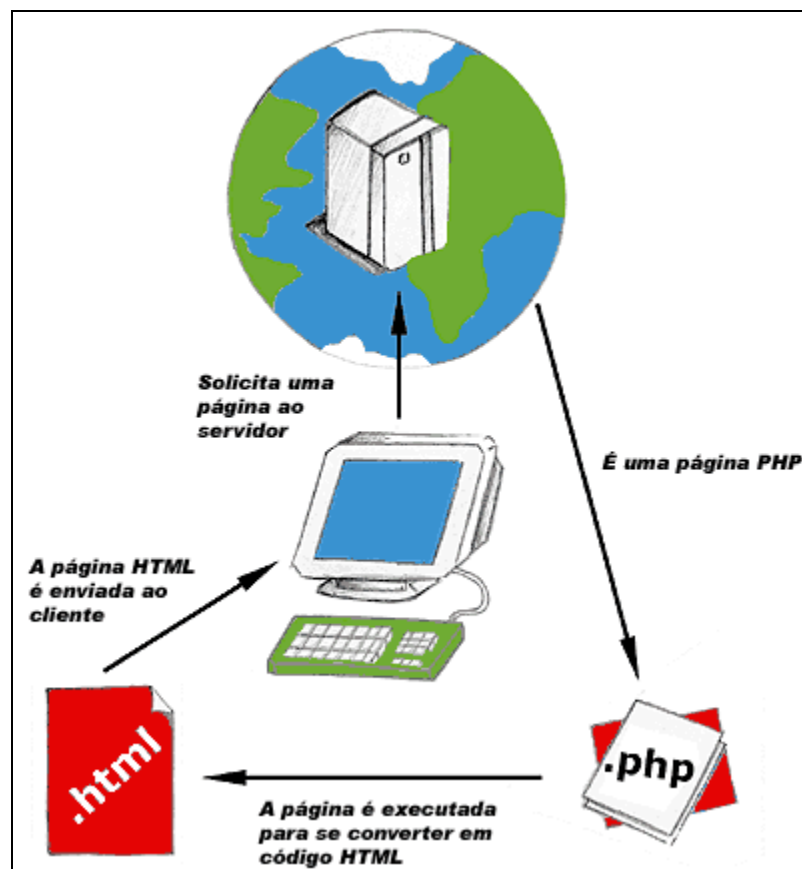 Solicita uma
página ao
servidor
É uma página PHP
A página HTML
é enviada ao
cliente
.html
.php
A página é executada
para se converter em
código HTML